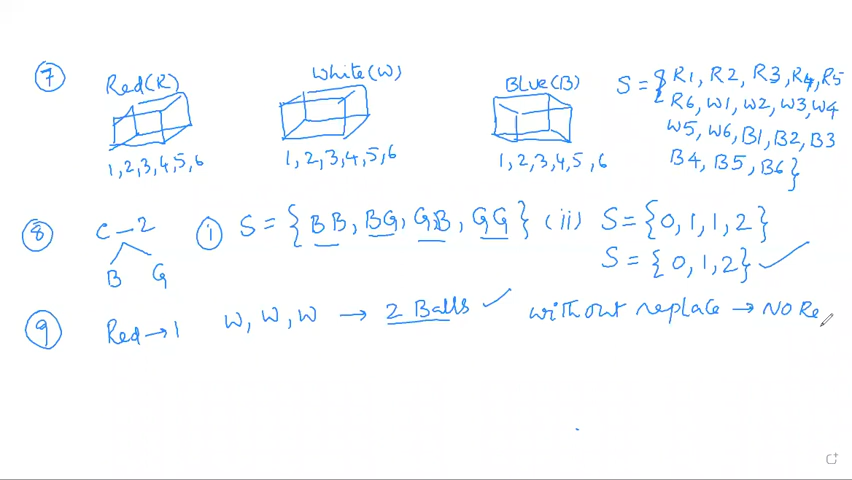 7 Red(R) White(W) Blue(B) S = { R1, R2, R3, R4, R5
R6, W1, W2, W3, W4
W5, W6, B1, B2, B3
B4, B5, B6 }
1,2,3,4,5,6 1,2,3,4,5,6 1,2,3,4,5,6
8 C - 2 (i) S = { BB, BG, GB, GG } (ii) S = {0, 1, 1, 2}
B G S = {0, 1, 2} ✓
9 Red → 1 W, W, W → 2 Balls ✓ without replace → NO Re